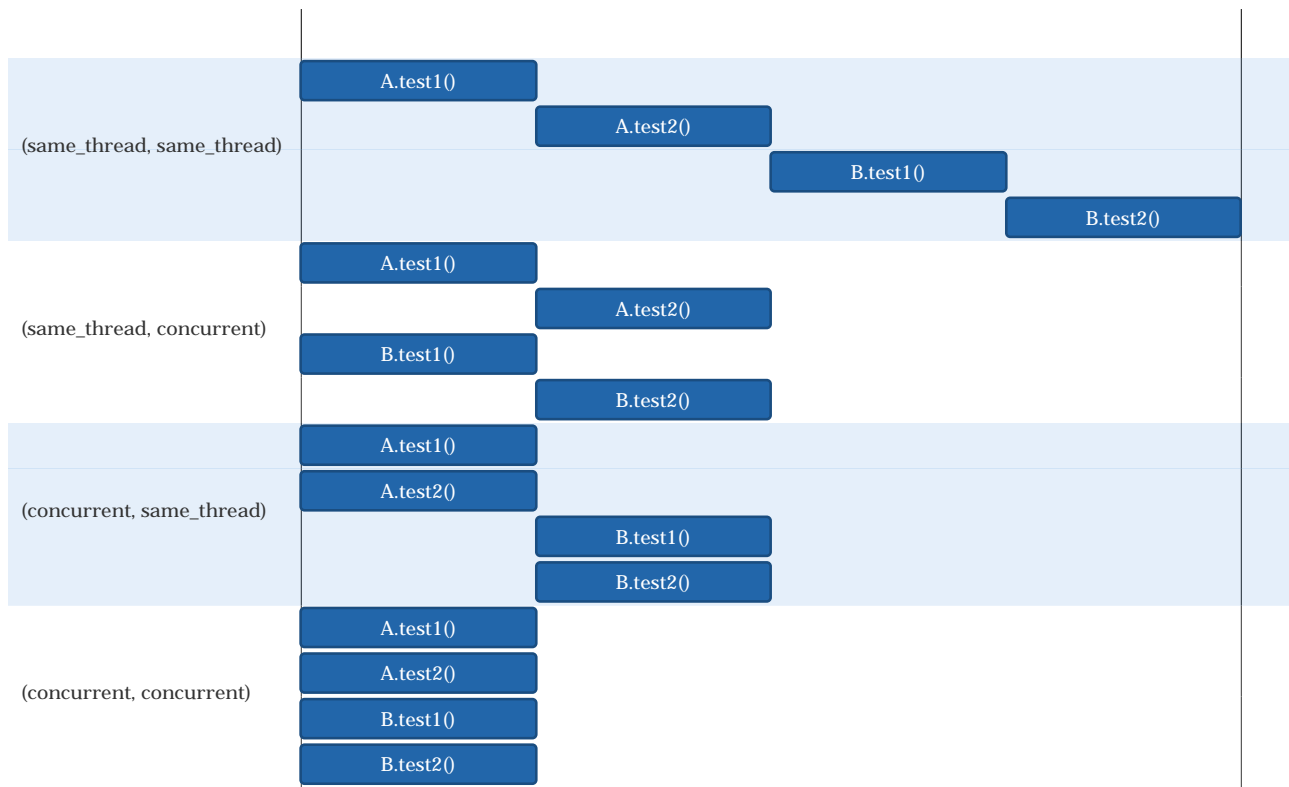 (same_thread, same_thread)
A.test1()
A.test2()
B.test1()
B.test2()
(same_thread, concurrent)
A.test1()
A.test2()
B.test1()
B.test2()
(concurrent, same_thread)
A.test1()
A.test2()
B.test1()
B.test2()
(concurrent, concurrent)
A.test1()
A.test2()
B.test1()
B.test2()